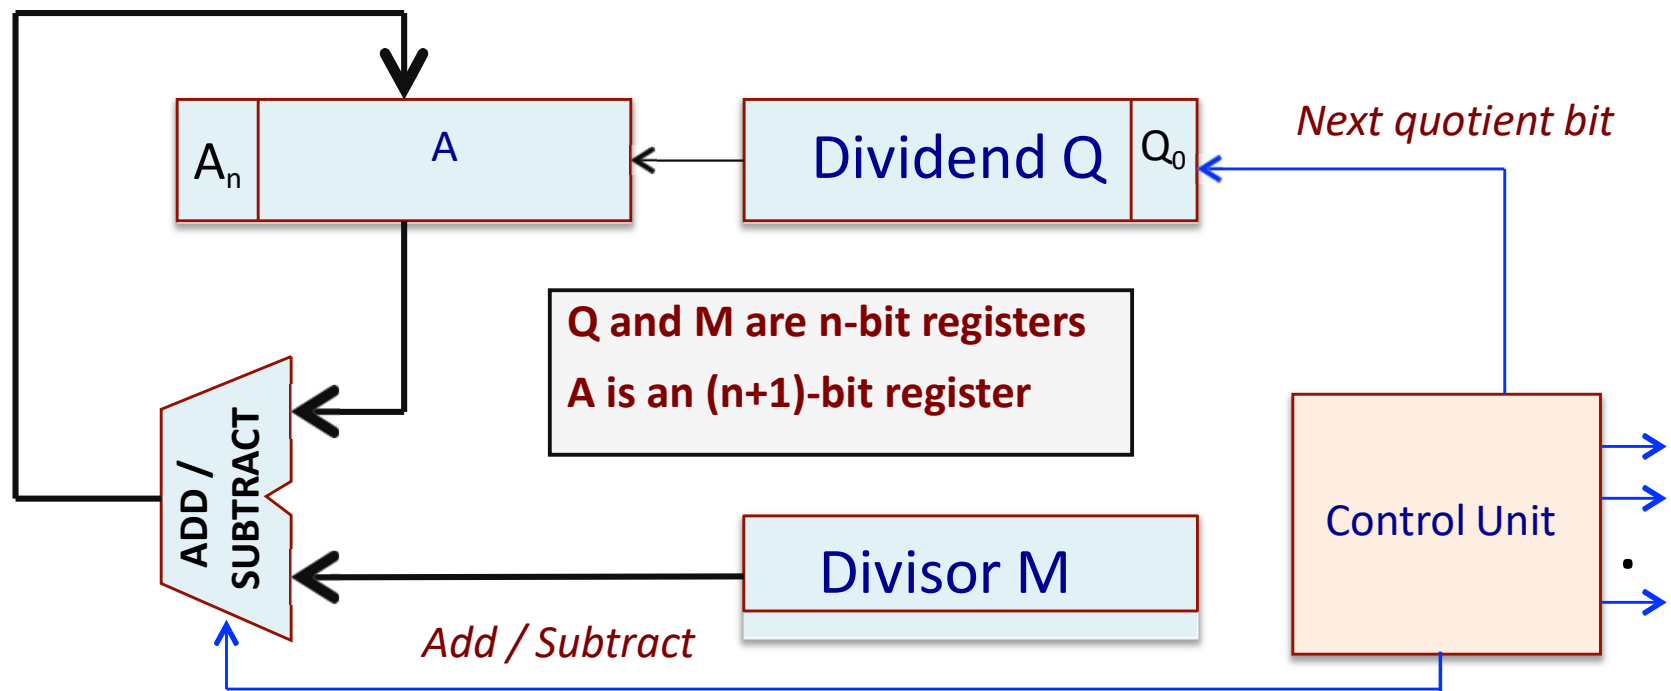 Next quotient bit
Aₙ
A
Dividend Q
Q₀
Q and M are n-bit registers
A is an (n+1)-bit register
ADD /
SUBTRACT
Control Unit
Divisor M
Add / Subtract